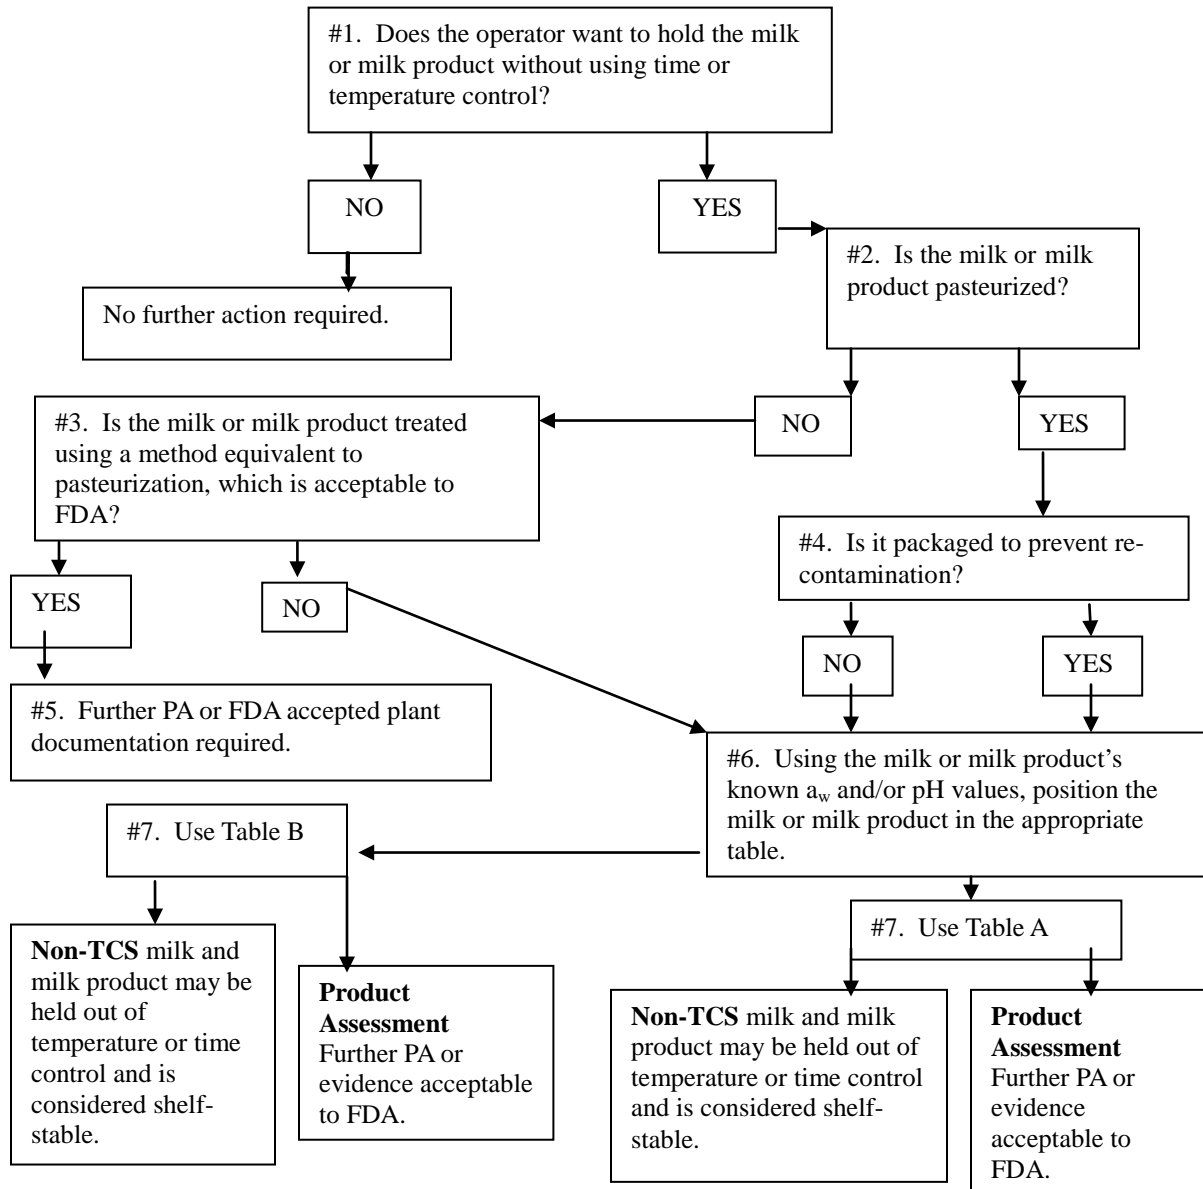 #1.  Does the operator want to hold the milk
or milk product without using time or
temperature control?
NO
YES
#2.  Is the milk or milk
product pasteurized?
No further action required.
#3.  Is the milk or milk product treated
using a method equivalent to
pasteurization, which is acceptable to
FDA?
NO
YES
#4.  Is it packaged to prevent re-
contamination?
YES
NO
NO
YES
#5.  Further PA or FDA accepted plant
documentation required.
#6.  Using the milk or milk product's
known aw and/or pH values, position the
milk or milk product in the appropriate
table.
#7.  Use Table B
#7.  Use Table A
Non-TCS milk and
milk product may be
held out of
temperature or time
control and is
considered shelf-
stable.
Product
Assessment
Further PA or
evidence acceptable
to FDA.
Non-TCS milk and milk
product may be held out of
temperature or time control
and is considered shelf-
stable.
Product
Assessment
Further PA or
evidence
acceptable to
FDA.